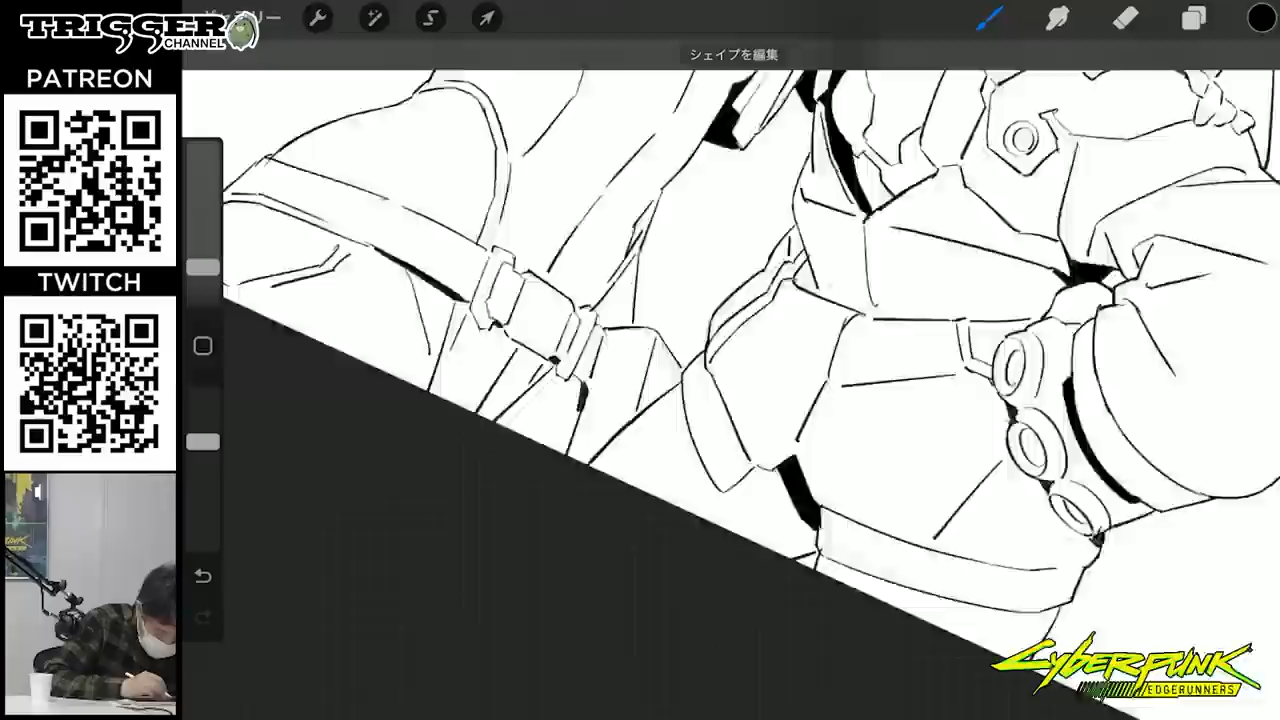 TRIGGER
CHANNEL
PATREON
TWITCH
シェイプを編集
CYBERPUNK
EDGERUNNERS